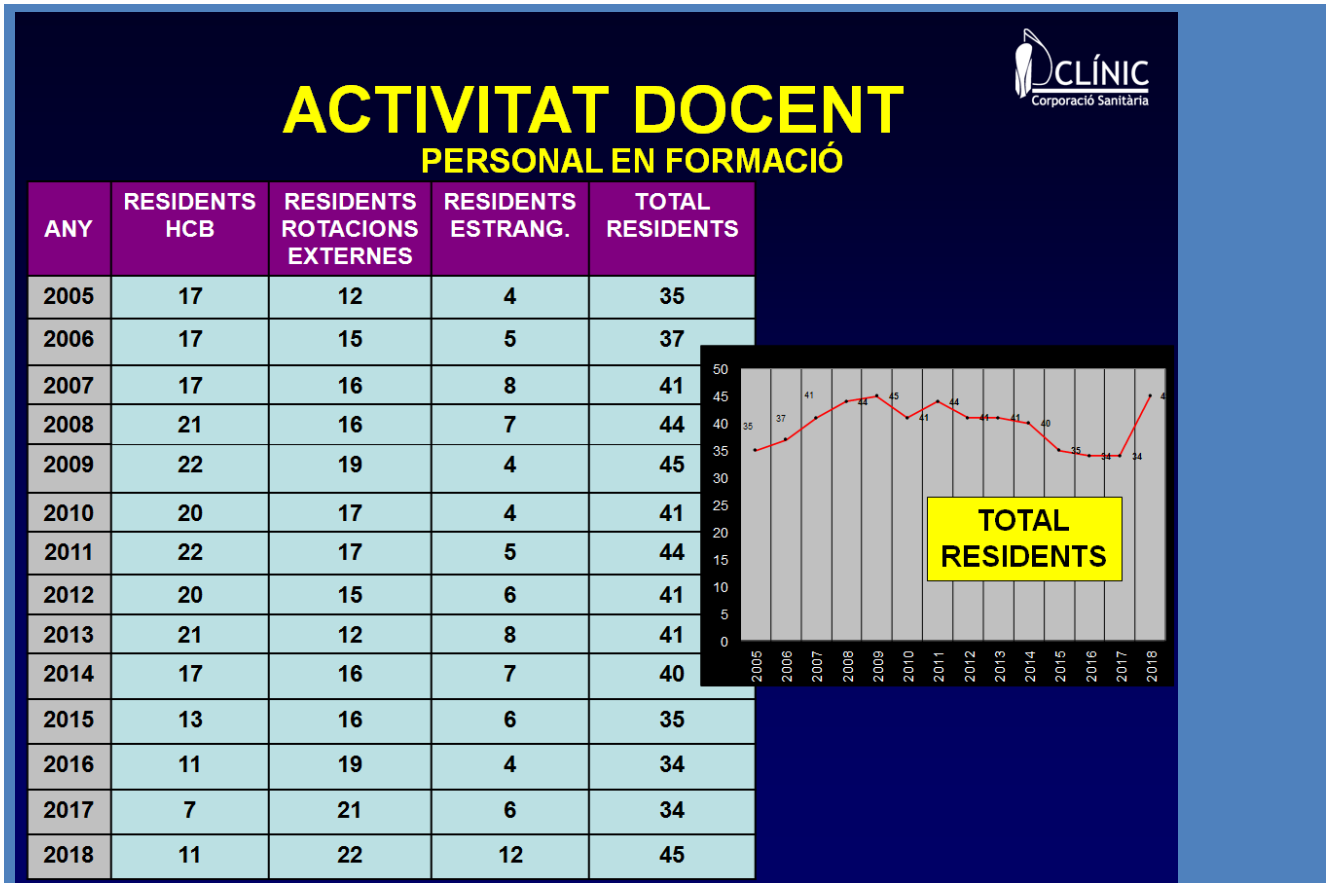 CLÍNIC
Corporació Sanitària
ACTIVITAT DOCENT
PERSONAL EN FORMACIÓ
ANY RESIDENTS HCB RESIDENTS ROTACIONS EXTERNES RESIDENTS ESTRANG. TOTAL RESIDENTS
2005 17 12 4 35
2006 17 15 5 37
2007 17 16 8 41
2008 21 16 7 44
2009 22 19 4 45
2010 20 17 4 41
2011 22 17 5 44
2012 20 15 6 41
2013 21 12 8 41
2014 17 16 7 40
2015 13 16 6 35
2016 11 19 4 34
2017 7 21 6 34
2018 11 22 12 45
50
45
40
35
30
25
20
15
10
5
0
35 37 41 44 45 41 44 41 41 40 35 34 34 4
TOTAL
RESIDENTS
2005 2006 2007 2008 2009 2010 2011 2012 2013 2014 2015 2016 2017 2018